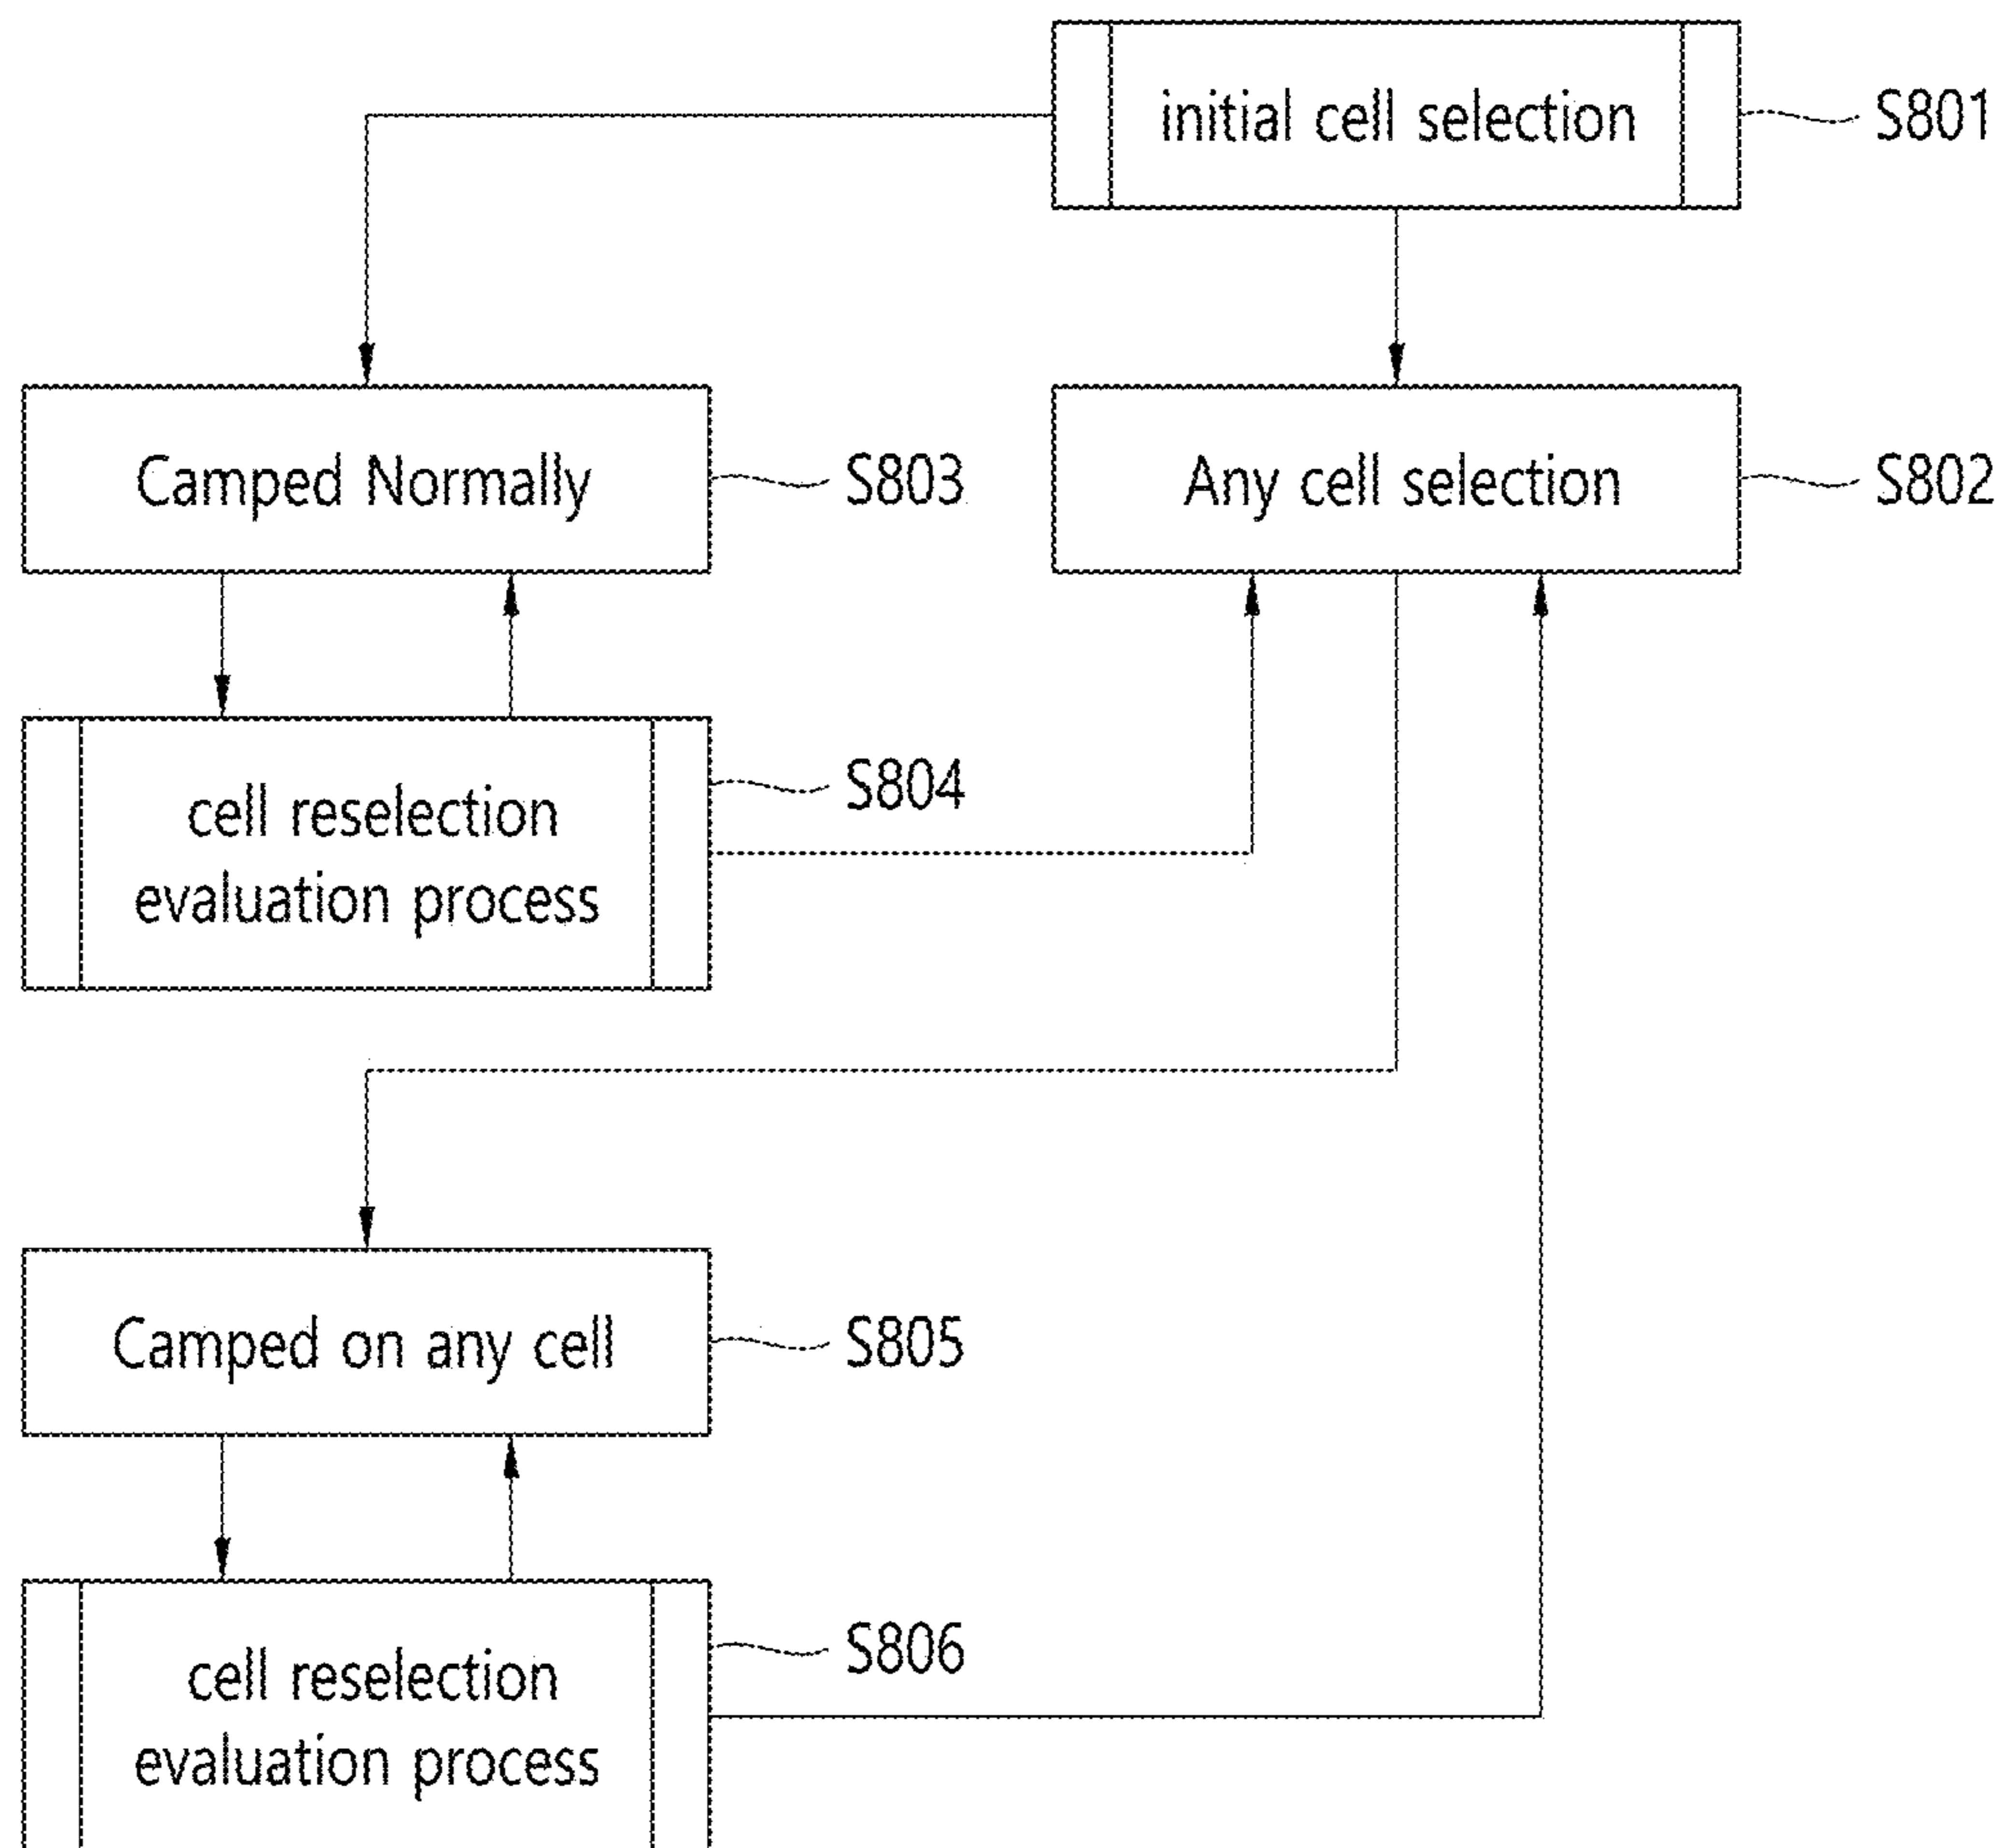 initial cell selection
S801
Camped Normally
S803
Any cell selection
S802
cell reselection
evaluation process
S804
Camped on any cell
S805
cell reselection
evaluation process
S806